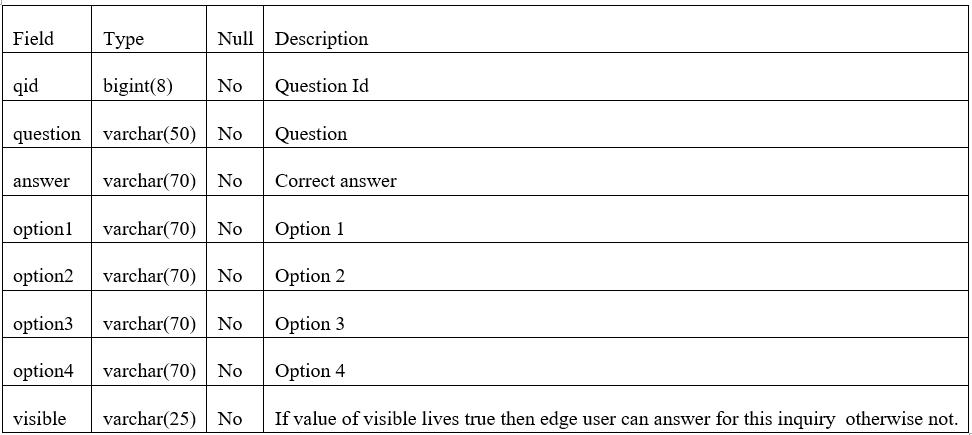 Field Type Null Description
qid bigint(8) No Question Id
question varchar(50) No Question
answer varchar(70) No Correct answer
option1 varchar(70) No Option 1
option2 varchar(70) No Option 2
option3 varchar(70) No Option 3
option4 varchar(70) No Option 4
visible varchar(25) No If value of visible lives true then edge user can answer for this inquiry otherwise not.